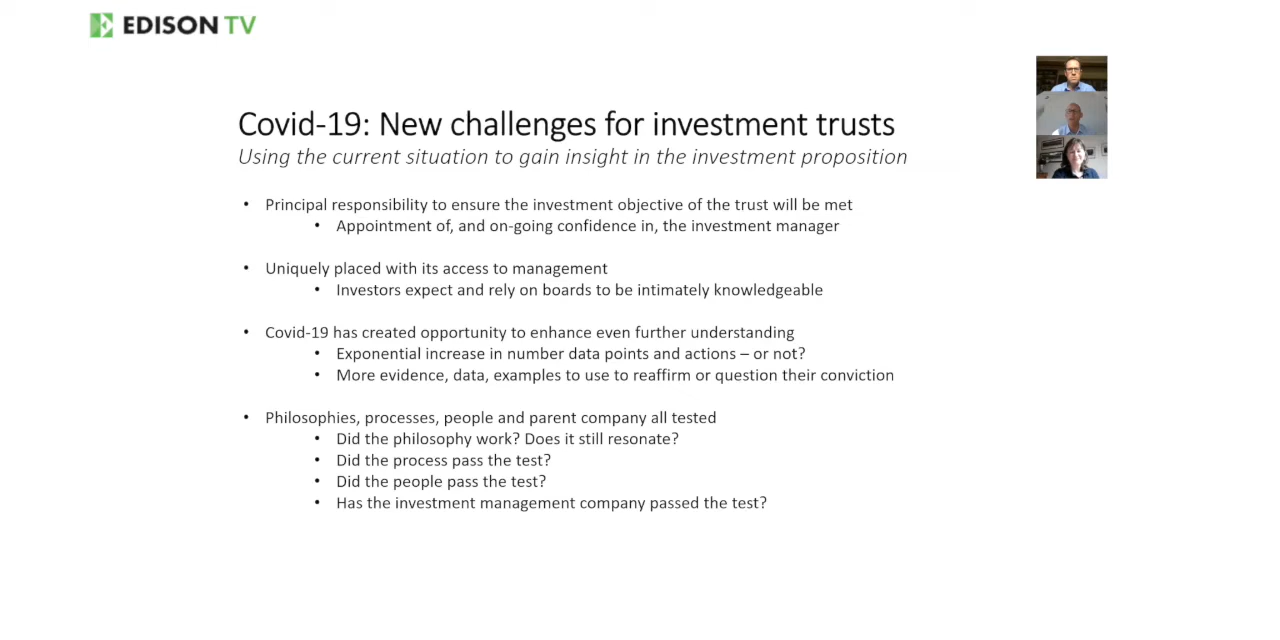 EDISON TV
Covid-19: New challenges for investment trusts
Using the current situation to gain insight in the investment proposition
• Principal responsibility to ensure the investment objective of the trust will be met
• Appointment of, and on-going confidence in, the investment manager
• Uniquely placed with its access to management
• Investors expect and rely on boards to be intimately knowledgeable
• Covid-19 has created opportunity to enhance even further understanding
• Exponential increase in number data points and actions – or not?
• More evidence, data, examples to use to reaffirm or question their conviction
• Philosophies, processes, people and parent company all tested
• Did the philosophy work? Does it still resonate?
• Did the process pass the test?
• Did the people pass the test?
• Has the investment management company passed the test?